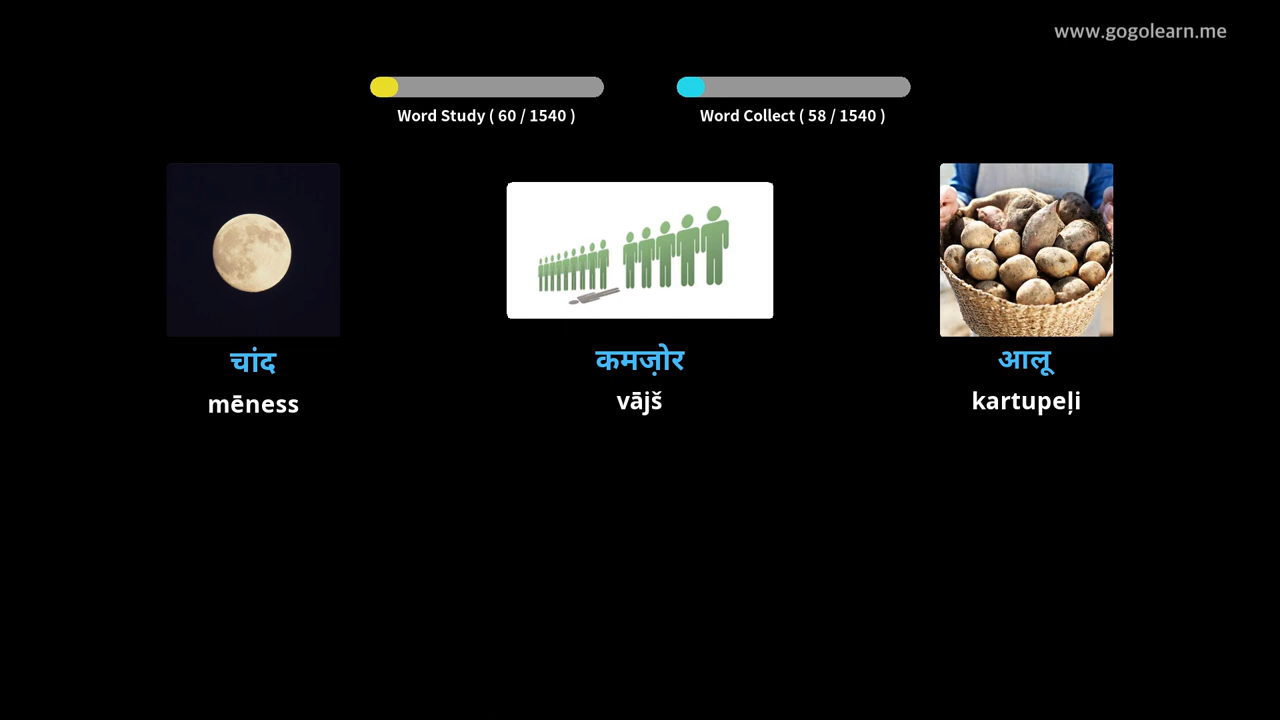 www.gogolearn.me
Word Study ( 60 / 1540 )
Word Collect ( 58 / 1540 )
चांद
कमज़ोर
आलू
mēness
vājš
kartupeļi